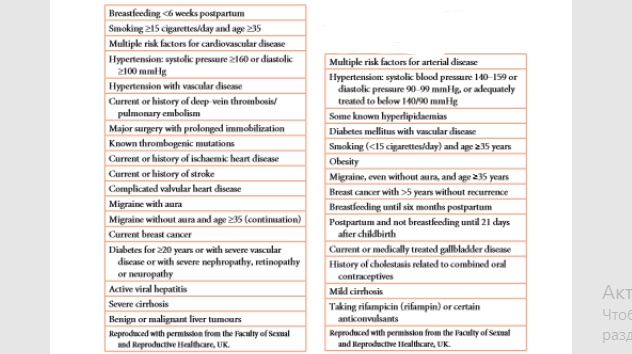 Breastfeeding <6 weeks postpartum
Smoking ≥15 cigarettes/day and age ≥35
Multiple risk factors for cardiovascular disease
Hypertension: systolic pressure ≥160 or diastolic
≥100 mmHg
Hypertension with vascular disease
Current or history of deep-vein thrombosis/
pulmonary embolism
Major surgery with prolonged immobilization
Known thrombogenic mutations
Current or history of ischaemic heart disease
Current or history of stroke
Complicated valvular heart disease
Migraine with aura
Migraine without aura and age ≥35 (continuation)
Current breast cancer
Diabetes for ≥20 years or with severe vascular
disease or with severe nephropathy, retinopathy
or neuropathy
Active viral hepatitis
Severe cirrhosis
Benign or malignant liver tumours
Reproduced with permission from the Faculty of Sexual
and Reproductive Healthcare, UK.
Multiple risk factors for arterial disease
Hypertension: systolic blood pressure 140–159 or
diastolic pressure 90–99 mmHg, or adequately
treated to below 140/90 mmHg
Some known hyperlipidaemias
Diabetes mellitus with vascular disease
Smoking (<15 cigarettes/day) and age ≥35 years
Obesity
Migraine, even without aura, and age ≥35 years
Breast cancer with >5 years without recurrence
Breastfeeding until six months postpartum
Postpartum and not breastfeeding until 21 days
after childbirth
Current or medically treated gallbladder disease
History of cholestasis related to combined oral
contraceptives
Mild cirrhosis
Taking rifampicin (rifampin) or certain
anticonvulsants
Reproduced with permission from the Faculty of Sexual
and Reproductive Healthcare, UK.
Акт
Чтоб
разд